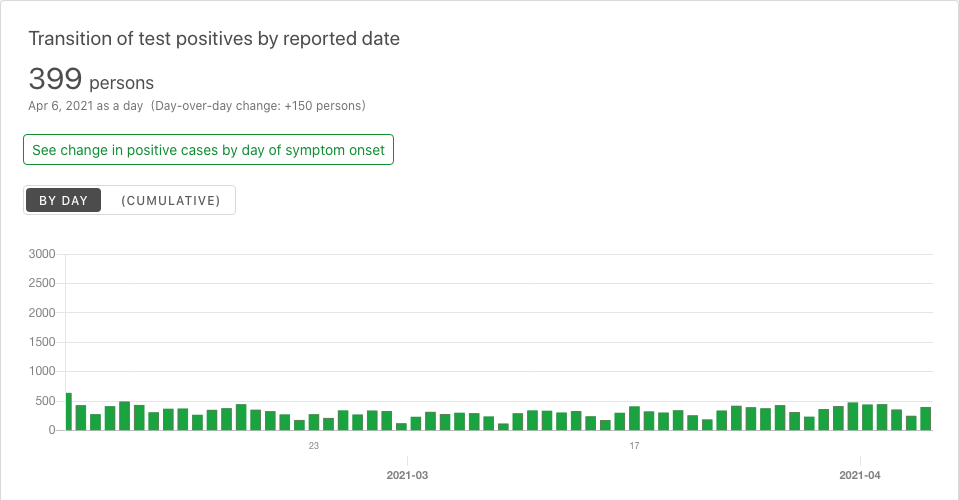 Transition of test positives by reported date
399 persons
Apr 6, 2021 as a day (Day-over-day change: +150 persons)
See change in positive cases by day of symptom onset
BY DAY (CUMULATIVE)
3000
2500
2000
1500
1000
500
0
23 17
2021-03 2021-04